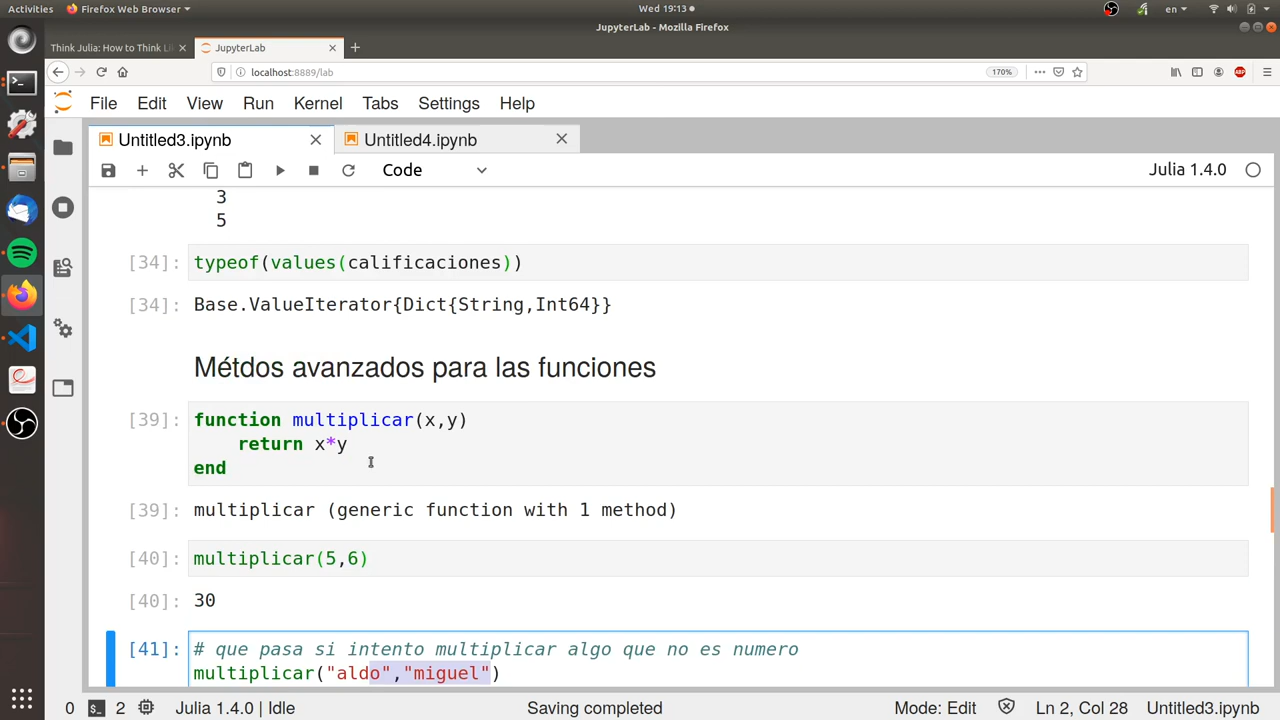 Activities Firefox Web Browser Wed 19:13 en
JupyterLab - Mozilla Firefox
Think Julia: How to Think Li JupyterLab
localhost:8889/lab 170% ABP
File Edit View Run Kernel Tabs Settings Help
Untitled3.ipynb Untitled4.ipynb
Code Julia 1.4.0
3
5
[34]: typeof(values(calificaciones))
[34]: Base.ValueIterator{Dict{String,Int64}}
Métdos avanzados para las funciones
[39]: function multiplicar(x,y)
return x*y
end
[39]: multiplicar (generic function with 1 method)
[40]: multiplicar(5,6)
[40]: 30
[41]: # que pasa si intento multiplicar algo que no es numero
multiplicar("aldo","miguel")
0 2 Julia 1.4.0 | Idle Saving completed Mode: Edit Ln 2, Col 28 Untitled3.ipynb